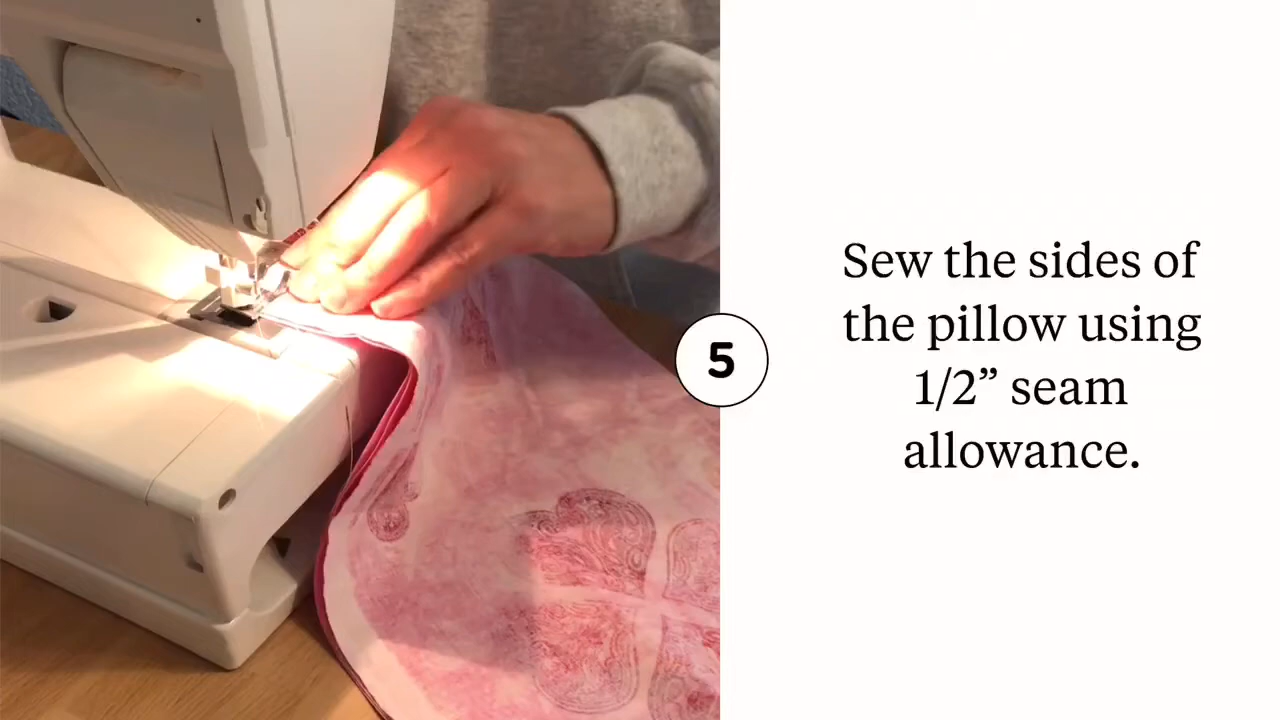 5
Sew the sides of
the pillow using
1/2” seam
allowance.